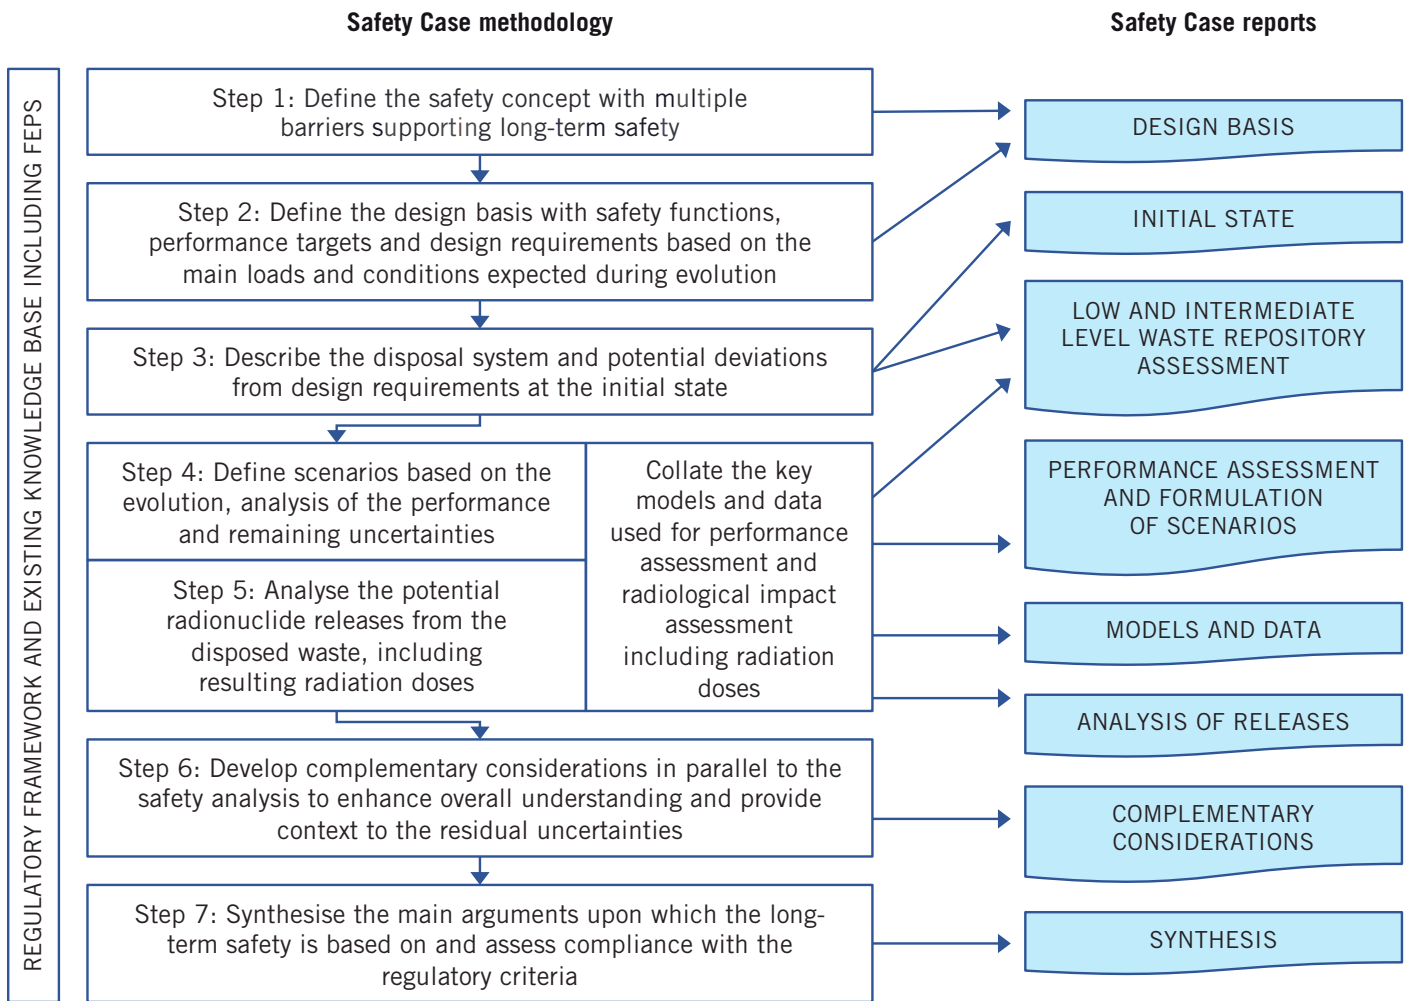 Safety Case methodology
Safety Case reports
REGULATORY FRAMEWORK AND EXISTING KNOWLEDGE BASE INCLUDING FEPS
Step 1: Define the safety concept with multiple
barriers supporting long-term safety
Step 2: Define the design basis with safety functions,
performance targets and design requirements based on the
main loads and conditions expected during evolution
Step 3: Describe the disposal system and potential deviations
from design requirements at the initial state
Step 4: Define scenarios based on the
evolution, analysis of the performance
and remaining uncertainties
Step 5: Analyse the potential
radionuclide releases from the
disposed waste, including
resulting radiation doses
Collate the key
models and data
used for performance
assessment and
radiological impact
assessment
including radiation
doses
Step 6: Develop complementary considerations in parallel to the
safety analysis to enhance overall understanding and provide
context to the residual uncertainties
Step 7: Synthesise the main arguments upon which the long-
term safety is based on and assess compliance with the
regulatory criteria
DESIGN BASIS
INITIAL STATE
LOW AND INTERMEDIATE
LEVEL WASTE REPOSITORY
ASSESSMENT
PERFORMANCE ASSESSMENT
AND FORMULATION
OF SCENARIOS
MODELS AND DATA
ANALYSIS OF RELEASES
COMPLEMENTARY
CONSIDERATIONS
SYNTHESIS